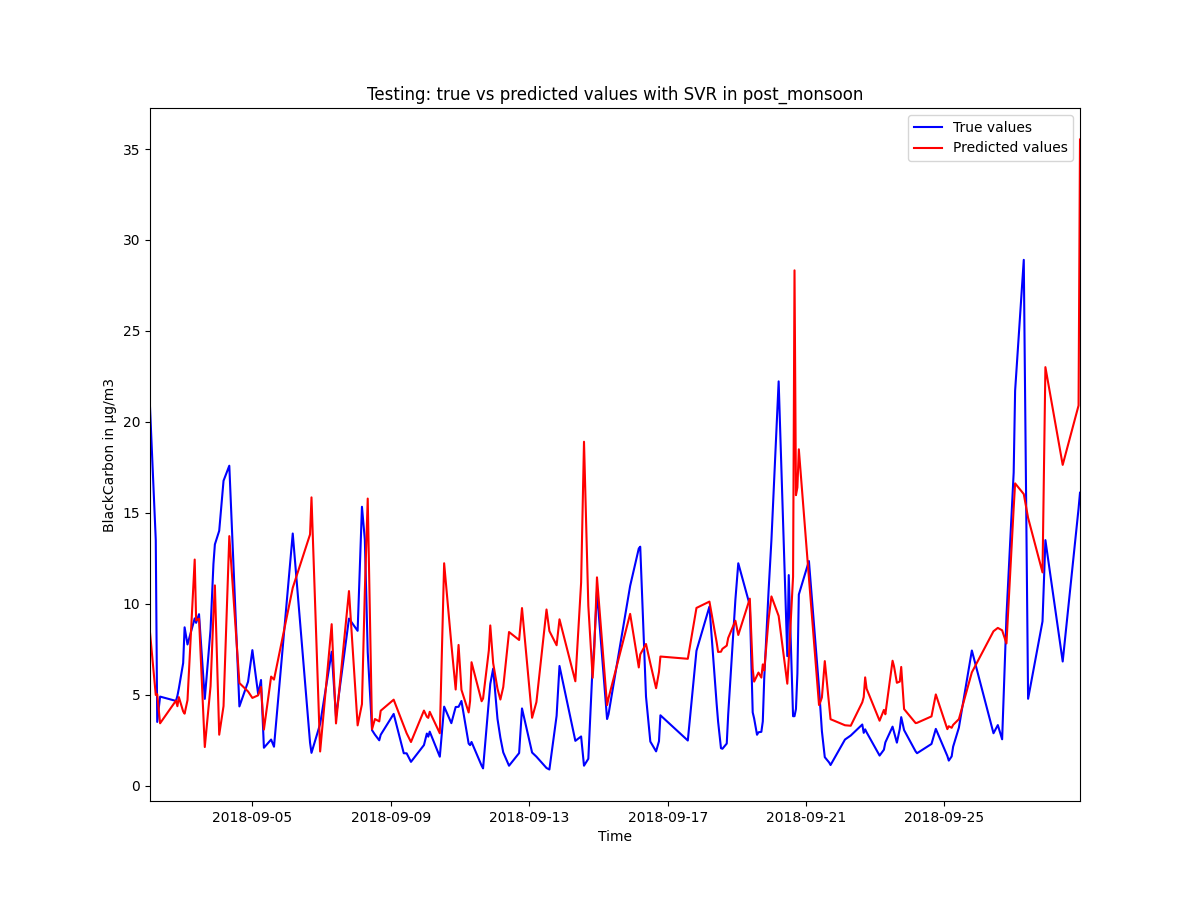 Testing: true vs predicted values with SVR in post_monsoon
True values
Predicted values
BlackCarbon in µg/m3
35
30
25
20
15
10
5
0
2018-09-05
2018-09-09
2018-09-13
2018-09-17
2018-09-21
2018-09-25
Time